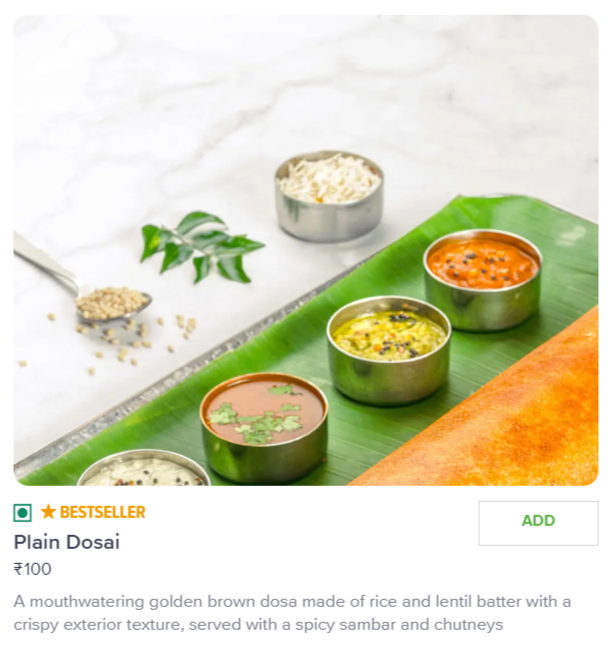 BESTSELLER
ADD
Plain Dosai
₹100
A mouthwatering golden brown dosa made of rice and lentil batter with a
crispy exterior texture, served with a spicy sambar and chutneys